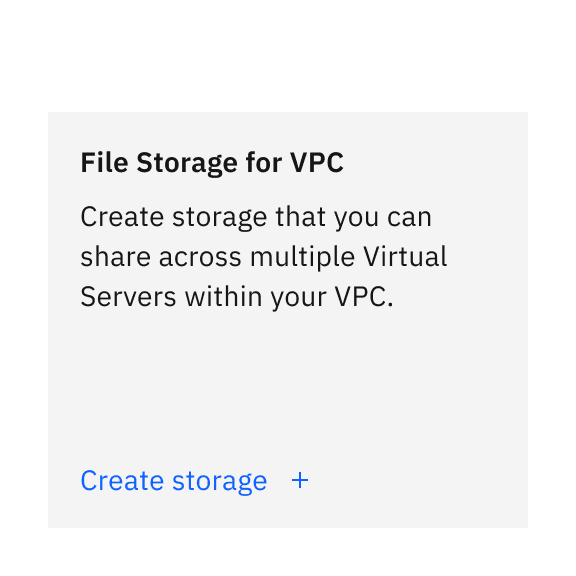 File Storage for VPC
Create storage that you can
share across multiple Virtual
Servers within your VPC.
Create storage +